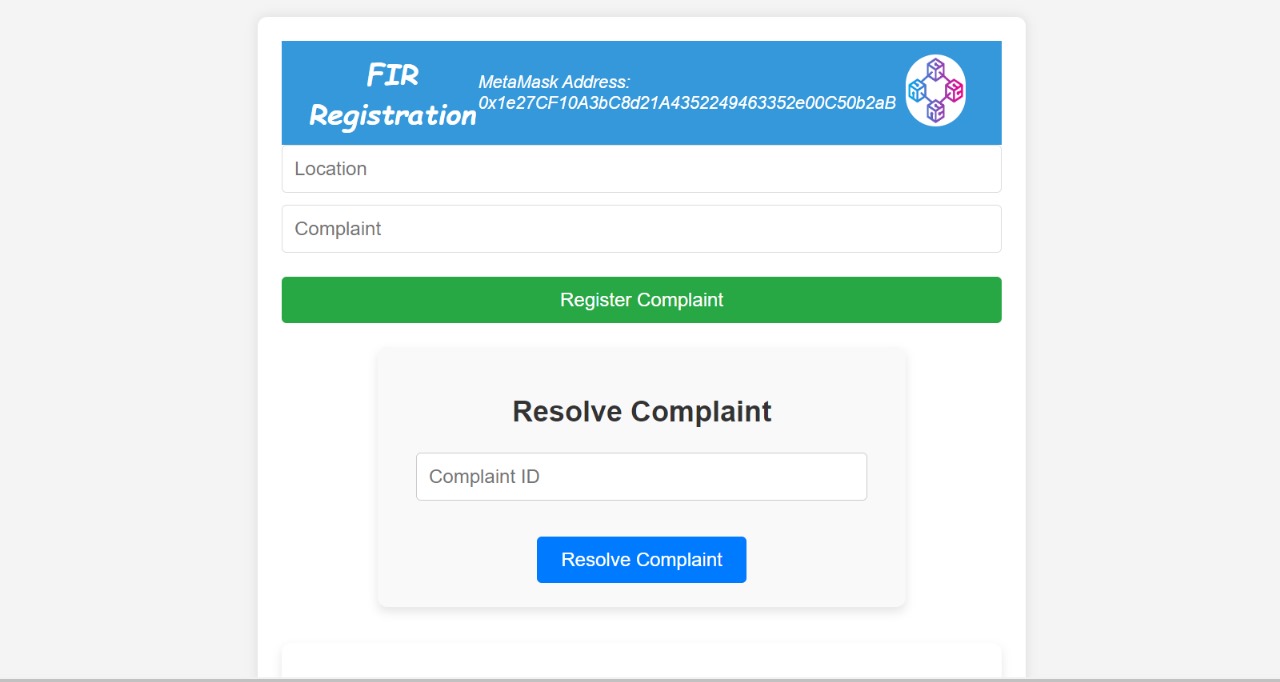 FIR
Registration
MetaMask Address:
0x1e27CF10A3bC8d21A4352249463352e00C50b2aB
Location
Complaint
Register Complaint
Resolve Complaint
Complaint ID
Resolve Complaint